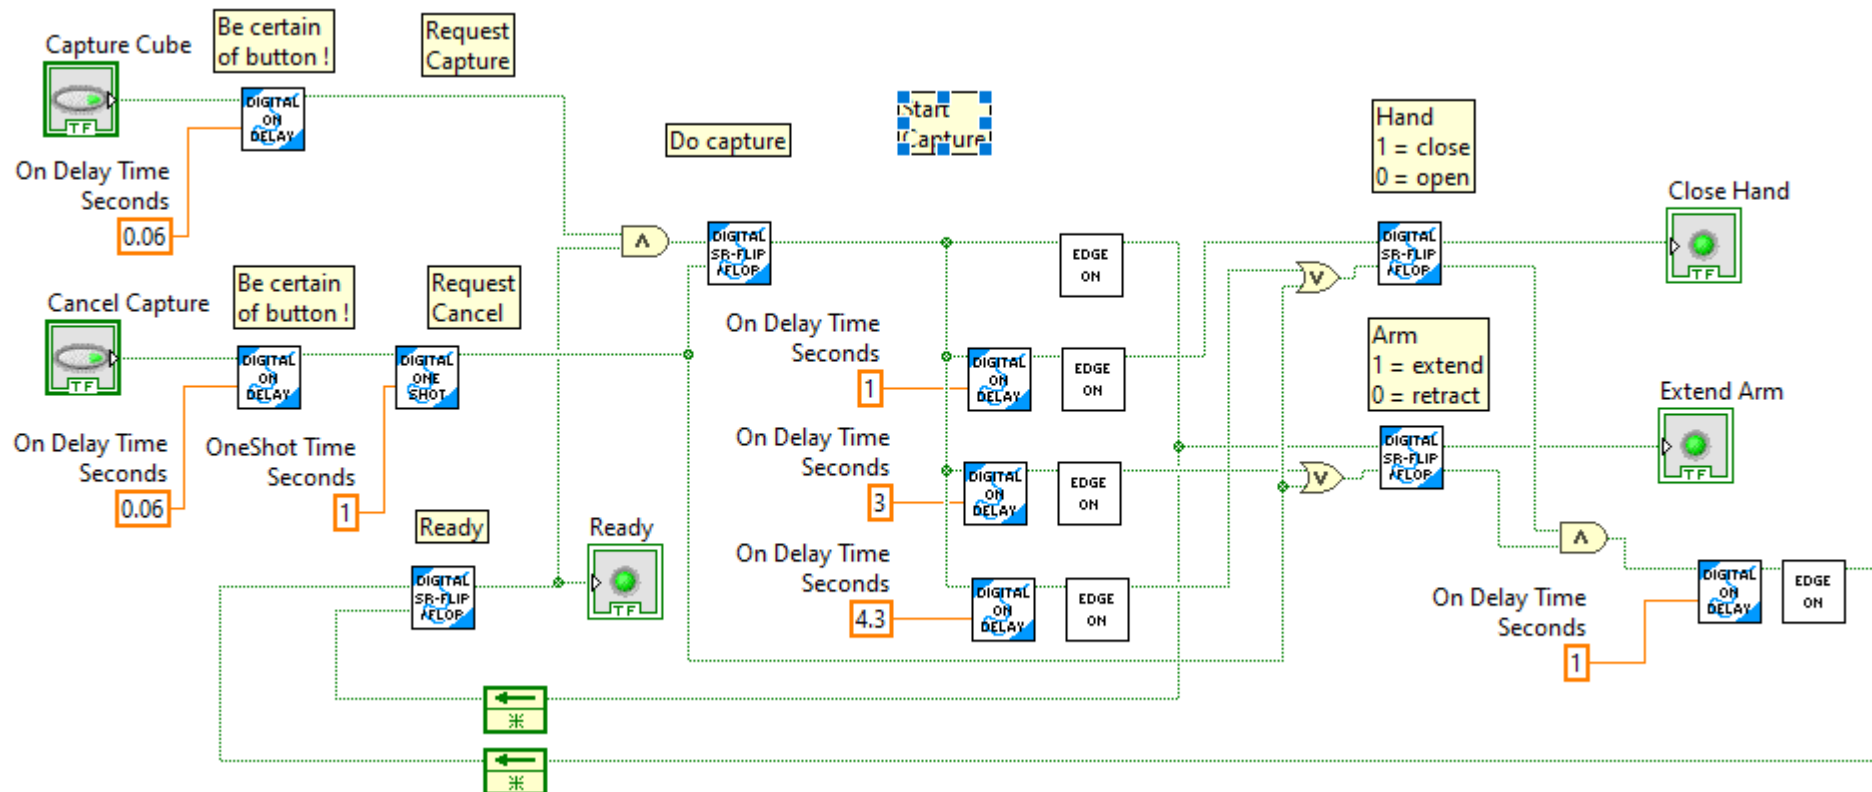 Capture Cube
Be certain
of button !
Request
Capture
TF
DIGITAL
ON
DELAY
On Delay Time
Seconds
0.06
Do capture
Start
Capture
Hand
1 = close
0 = open
Close Hand
TF
Cancel Capture
Be certain
of button !
Request
Cancel
TF
DIGITAL
ON
DELAY
DIGITAL
ONE
SHOT
On Delay Time
Seconds
0.06
OneShot Time
Seconds
1
Λ
DIGITAL
SR-FLIP
FLOP
EDGE
ON
On Delay Time
Seconds
1
DIGITAL
ON
DELAY
EDGE
ON
On Delay Time
Seconds
3
DIGITAL
ON
DELAY
EDGE
ON
On Delay Time
Seconds
4.3
DIGITAL
ON
DELAY
EDGE
ON
V
DIGITAL
SR-FLIP
FLOP
Arm
1 = extend
0 = retract
Extend Arm
TF
V
DIGITAL
SR-FLIP
FLOP
Λ
Ready
DIGITAL
SR-FLIP
FLOP
Ready
TF
On Delay Time
Seconds
1
DIGITAL
ON
DELAY
EDGE
ON